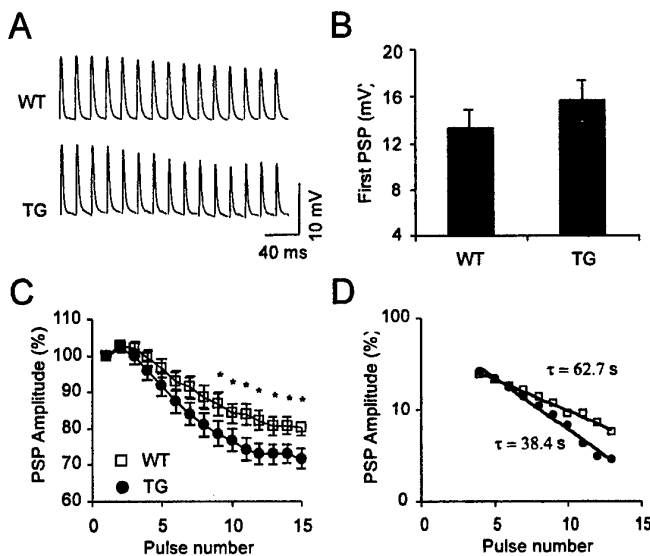 A
WT
TG
10 mV
40 ms
B
First PSP (mV)
20
16
12
8
4
WT
TG
C
PSP Amplitude (%)
110
100
90
80
70
60
* * * * * * *
WT
TG
0
5
10
15
Pulse number
D
PSP Amplitude (%)
100
10
0
τ = 62.7 s
τ = 38.4 s
0
5
10
15
Pulse number